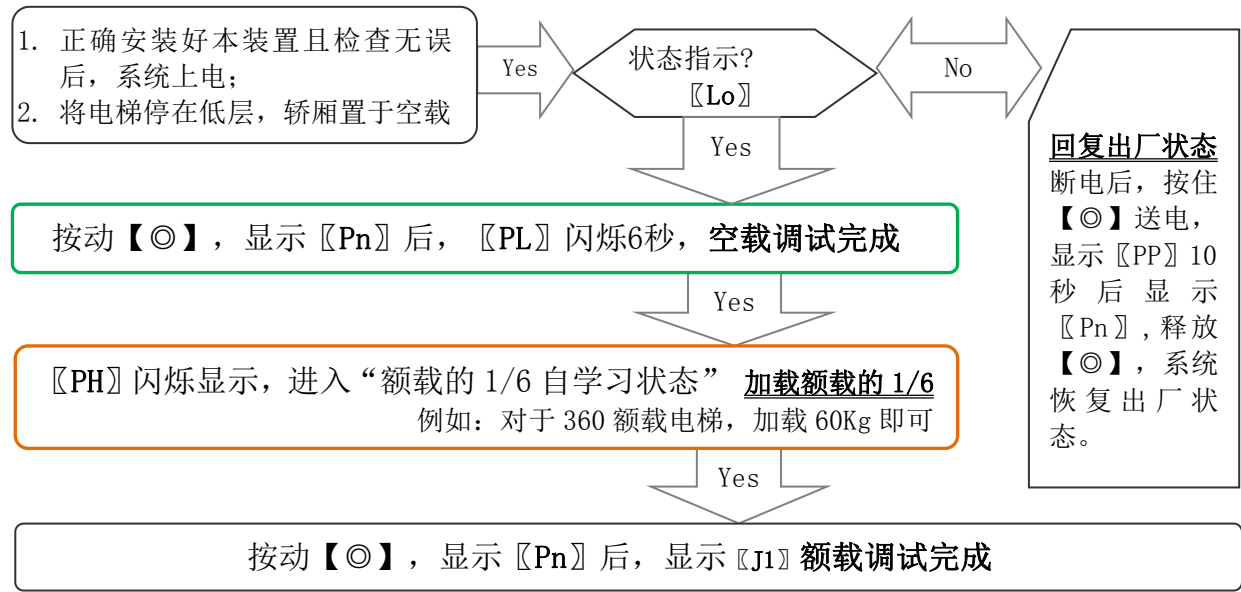 1. 正确安装好本装置且检查无误
后，系统上电；
2. 将电梯停在低层，轿厢置于空载
Yes
状态指示?
〖Lo〗
No
Yes
回复出厂状态
断电后，按住
【◎】送电，
显示〖PP〗10
秒后显示
〖Pn〗,释放
【◎】，系统
恢复出厂状
态。
按动【◎】，显示〖Pn〗后，〖PL〗闪烁6秒，空载调试完成
Yes
〖PH〗闪烁显示，进入“额载的 1/6 自学习状态” 加载额载的 1/6
例如：对于 360 额载电梯，加载 60Kg 即可
Yes
按动【◎】，显示〖Pn〗后，显示〖J1〗额载调试完成